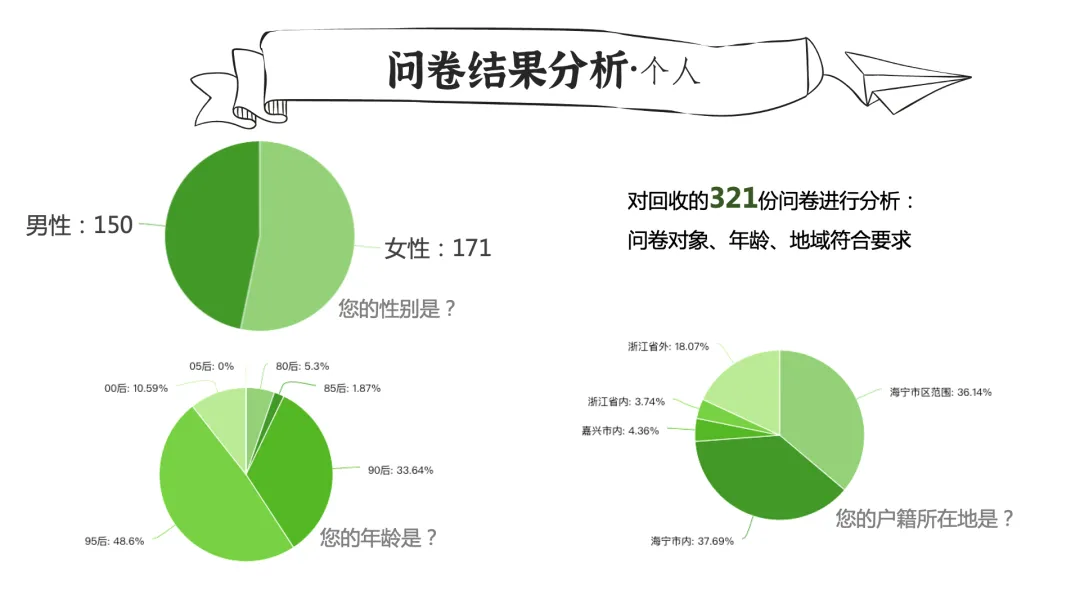 问卷结果分析·个人
男性：150
女性：171
您的性别是？
对回收的321份问卷进行分析：
问卷对象、年龄、地域符合要求
05后: 0%
80后: 5.3%
00后: 10.59%
85后: 1.87%
90后: 33.64%
95后: 48.6%
您的年龄是？
浙江省外: 18.07%
海宁市区范围: 36.14%
浙江省内: 3.74%
嘉兴市内: 4.36%
海宁市内: 37.69%
您的户籍所在地是？